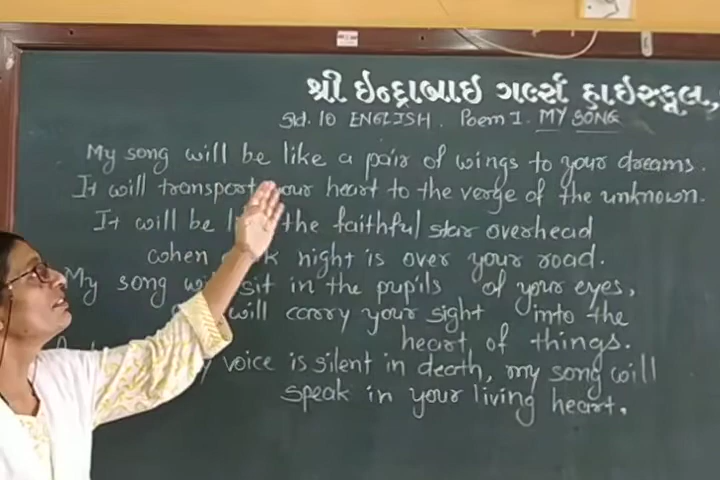 શ્રી ઇન્દ્રાબાઇ ગર્લ્સ હાઇસ્કૂલ,
Std. 10 ENGLISH. Poem 1. MY SONG
My song will be like a pair of wings to your dreams.
It will transport your heart to the verge of the unknown.
It will be the faithful star overhead
when night is over your road.
My song sit in the pupils of your eyes,
will carry your sight into the
heart of things.
voice is silent in death, my song will
speak in your living heart.